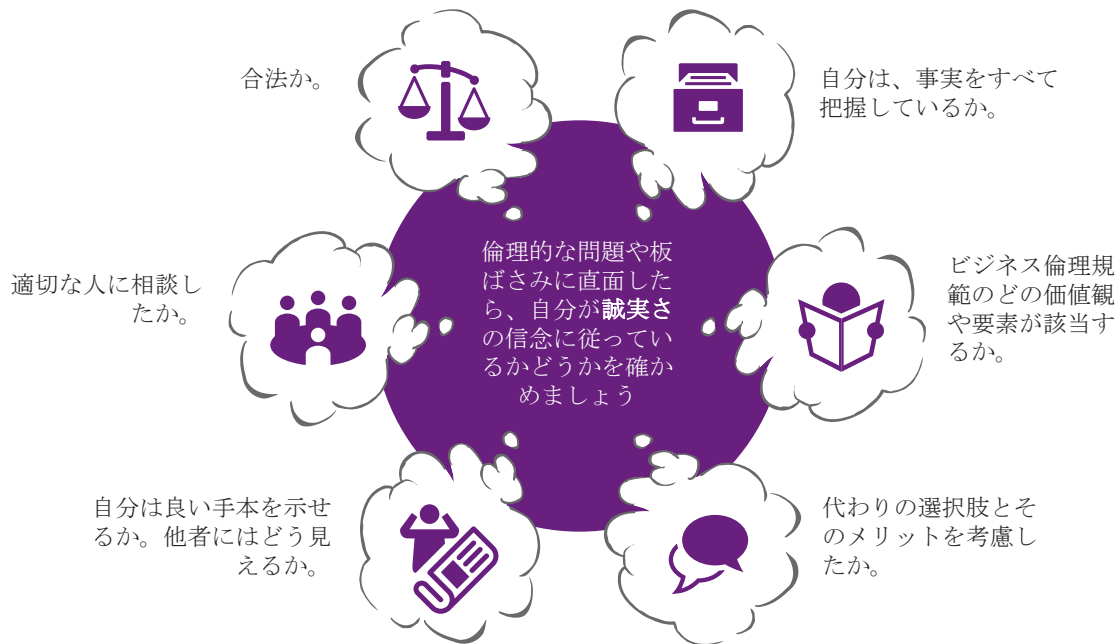 合法か。
自分は、事実をすべて
把握しているか。
倫理的な問題や板
ばさみに直面した
ら、自分が誠実さ
の信念に従ってい
るかどうかを確か
めましょう
適切な人に相談し
たか。
ビジネス倫理規
範のどの価値観
や要素が該当す
るか。
自分は良い手本を示せ
るか。他者にはどう見
えるか。
代わりの選択肢とそ
のメリットを考慮し
たか。